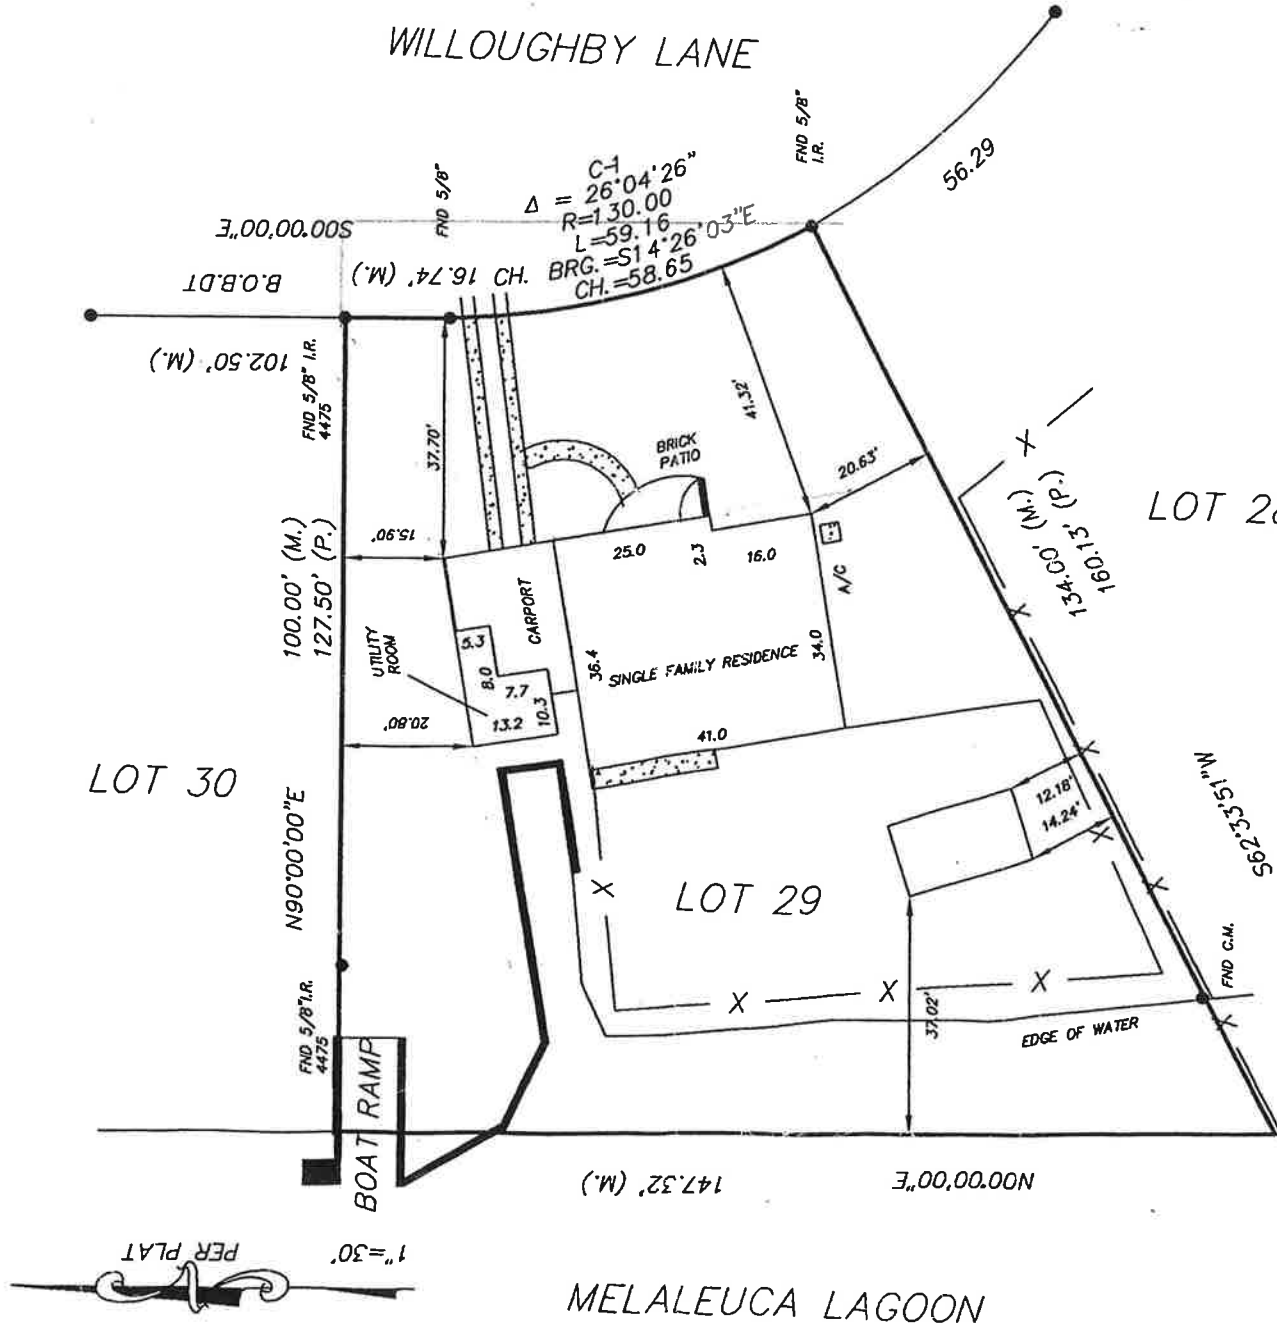 WILLOUGHBY LANE
C-1
Δ = 26°04'26"
R=130.00
L=59.16
BRG.=S14°26'03"E
CH.=58.65
FND 5/8"
I.R.
56.29
S00°00'00"E
FND 5/8"
B.O.B.DT
16.74' (M.)
CH.
102.50' (M.)
FND 5/8" I.R.
4475
37.70'
41.32'
BRICK
PATIO
20.63'
134.00' (M.)
160.13' (P.)
X
LOT
100.00' (M.)
127.50' (P.)
15.90'
25.0
2.3
16.0
A/C
CARPORT
UTILITY
ROOM
5.3
8.0
7.7
13.2
10.3
36.4
SINGLE FAMILY RESIDENCE
34.0
X
20.80'
41.0
LOT 30
N90°00'00"E
X
12.18'
14.24'
X
S62°33'51"W
LOT 29
X
X
FND C.M.
X
X
X
37.02'
EDGE OF WATER
X
FND 5/8"I.R.
4475
BOAT RAMP
147.32' (M.)
N00°00'00"E
PER PLAT
1"=30'
MELALEUCA LAGOON